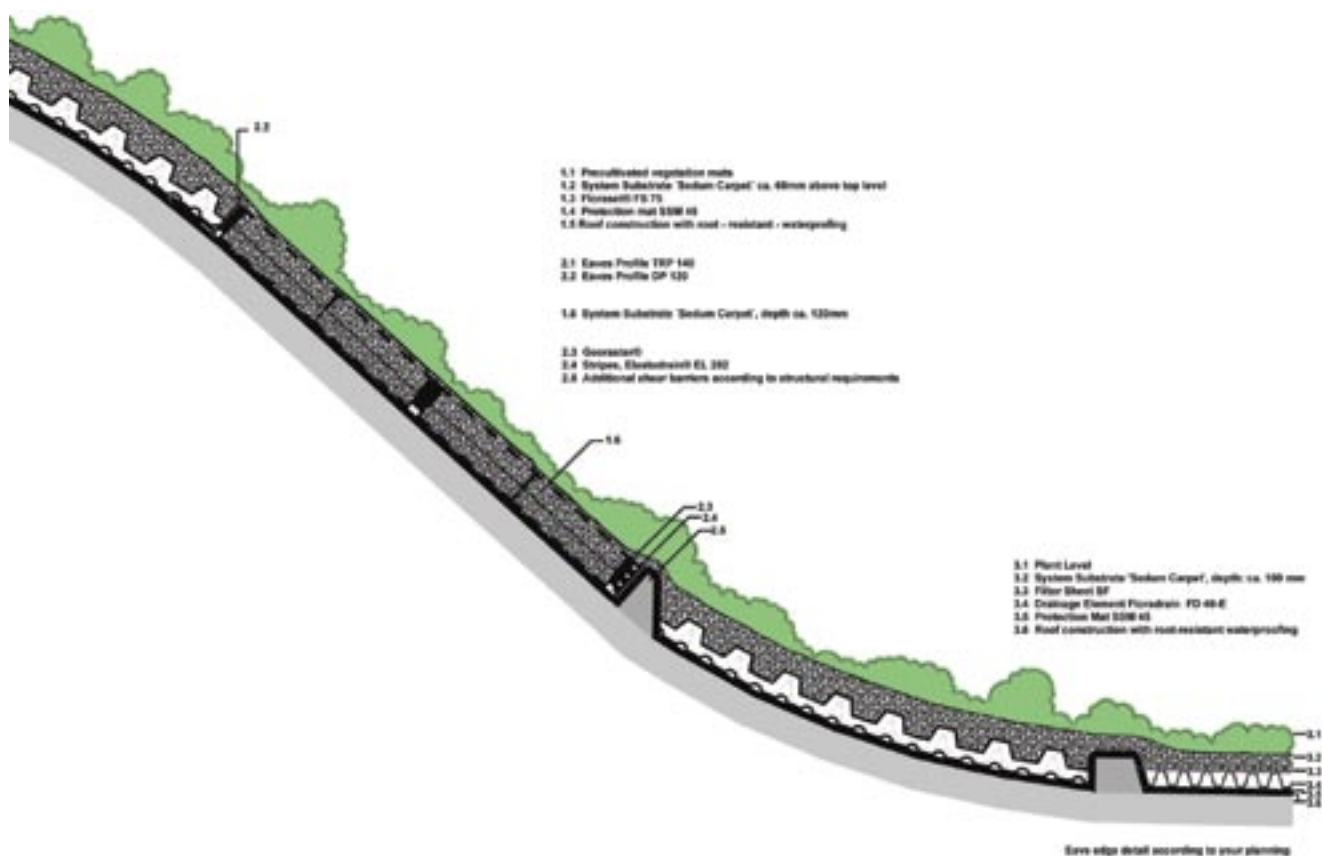 2.2
1.1 Precultivated vegetation mats
1.2 System Substrate 'Sedum Carpet' ca. 60mm above top level
1.3 Floraset® FS 75
1.4 Protection mat SSM 45
1.5 Roof construction with root - resistant - waterproofing
2.1 Eaves Profile TRP 140
2.2 Eaves Profile DP 120
1.6 System Substrate 'Sedum Carpet', depth ca. 120mm
2.3 Georaster®
2.4 Stripes, Elastodrain® EL 202
2.5 Additional shear barriers according to structural requirements
1.6
2.3
2.4
2.5
3.1 Plant Level
3.2 System Substrate 'Sedum Carpet', depth: ca. 100 mm
3.3 Filter Sheet SF
3.4 Drainage Element Floradrain FD 40-E
3.5 Protection Mat SSM 45
3.6 Roof construction with root-resistant waterproofing
3.1
3.2
3.3
Eave edge detail according to your planning